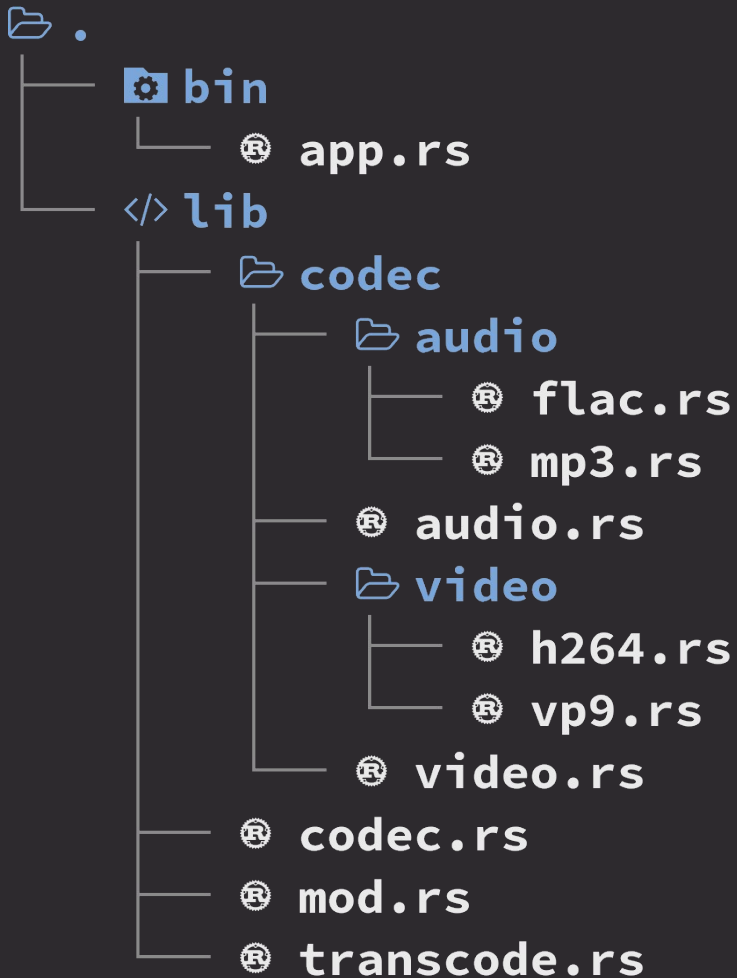 .
bin
app.rs
lib
codec
audio
flac.rs
mp3.rs
audio.rs
video
h264.rs
vp9.rs
video.rs
codec.rs
mod.rs
transcode.rs